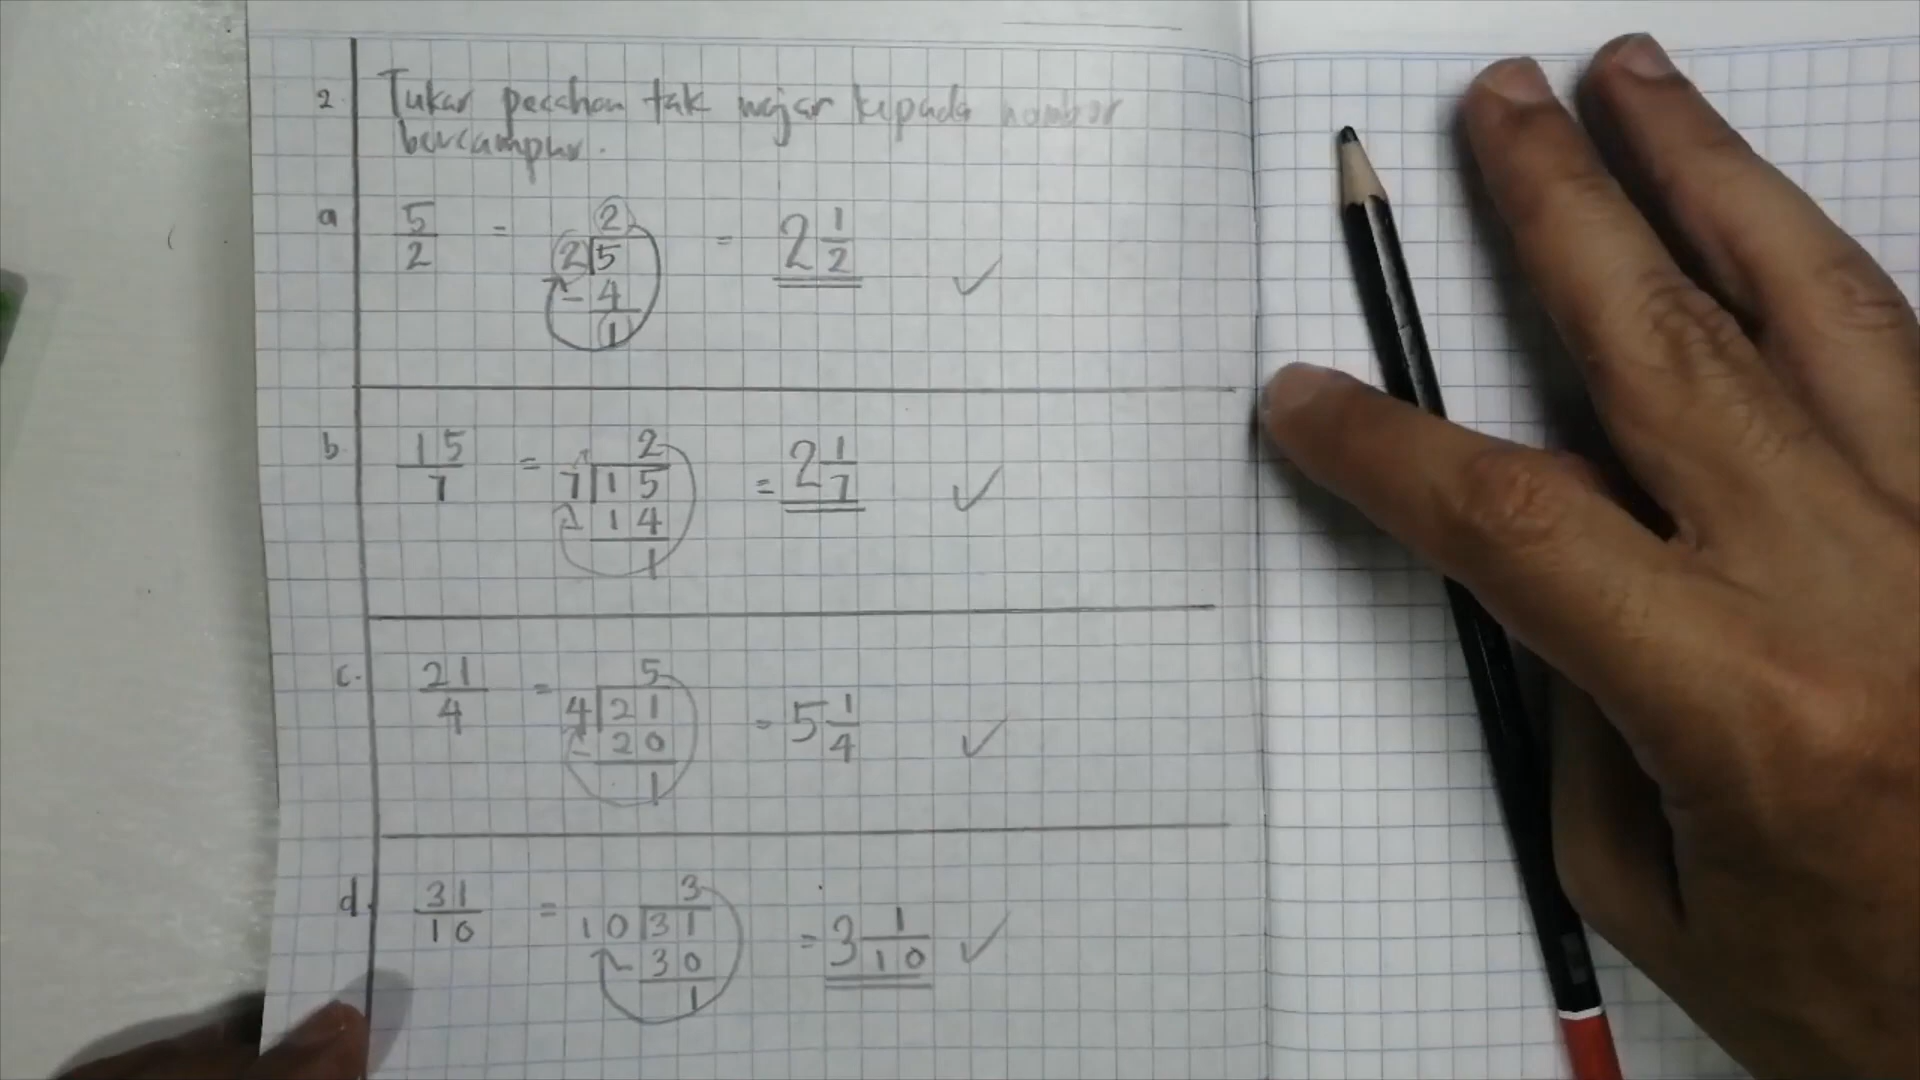 2. Tukar pecahan tak wajar kepada nombor
bercampur.
a 5/2 = 2 = 2 1/2 ✓
2 5
- 4
1
b 15/7 = 2 = 2 1/7 ✓
7 15
- 14
1
c. 21/4 = 5 = 5 1/4 ✓
4 21
- 20
1
d. 31/10 = 3 = 3 1/10 ✓
10 31
- 30
1